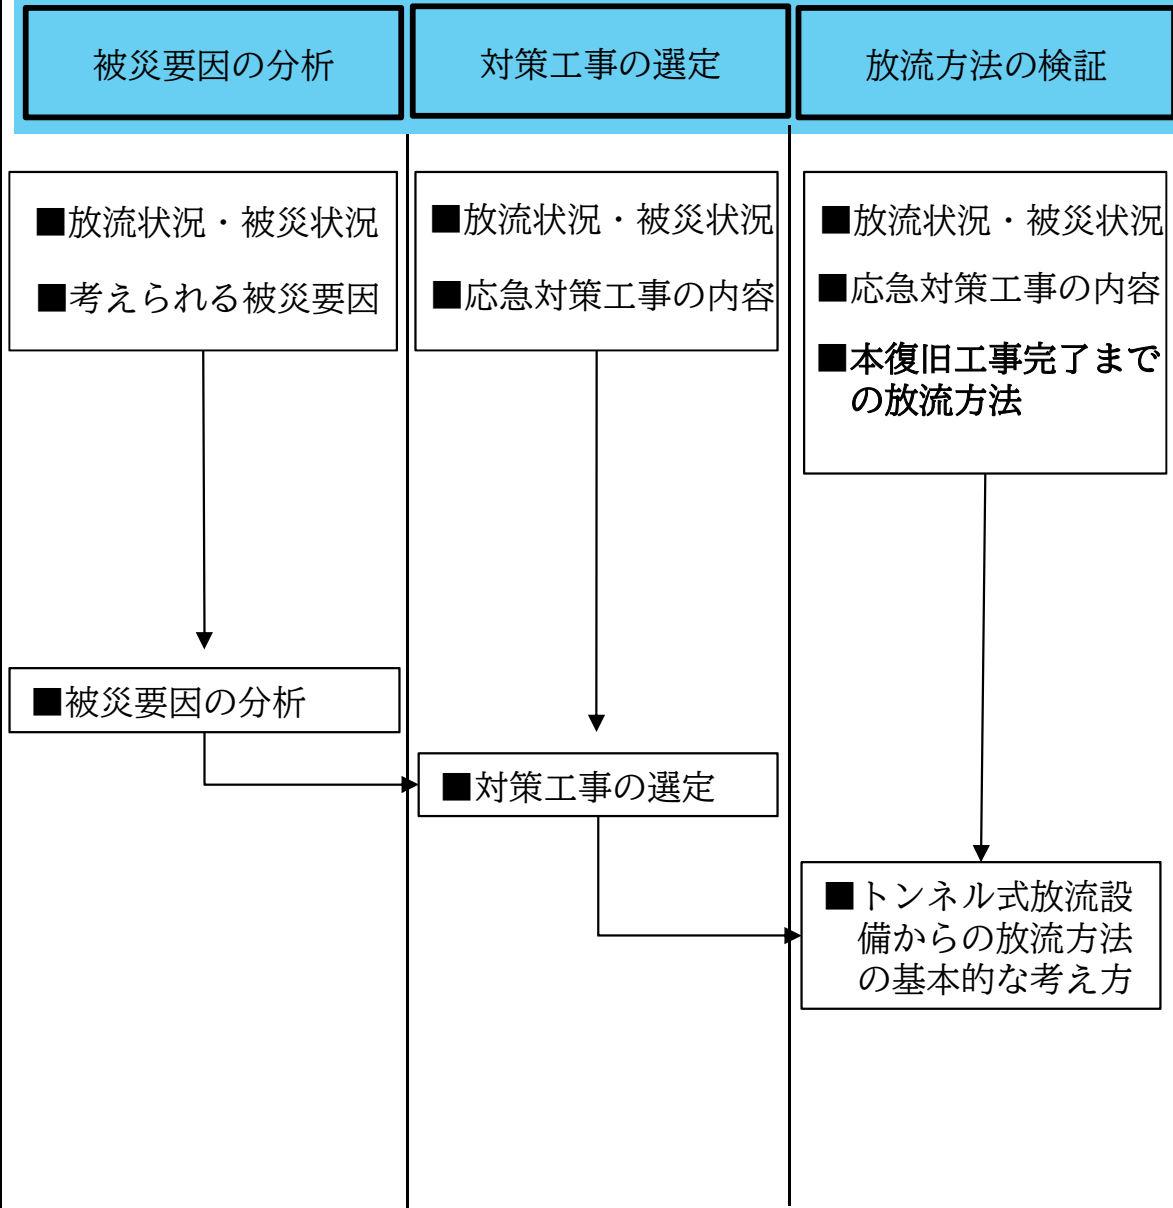 被災要因の分析
対策工事の選定
放流方法の検証
■放流状況・被災状況
■考えられる被災要因
■放流状況・被災状況
■応急対策工事の内容
■放流状況・被災状況
■応急対策工事の内容
■本復旧工事完了まで
の放流方法
■被災要因の分析
■対策工事の選定
■トンネル式放流設
備からの放流方法
の基本的な考え方